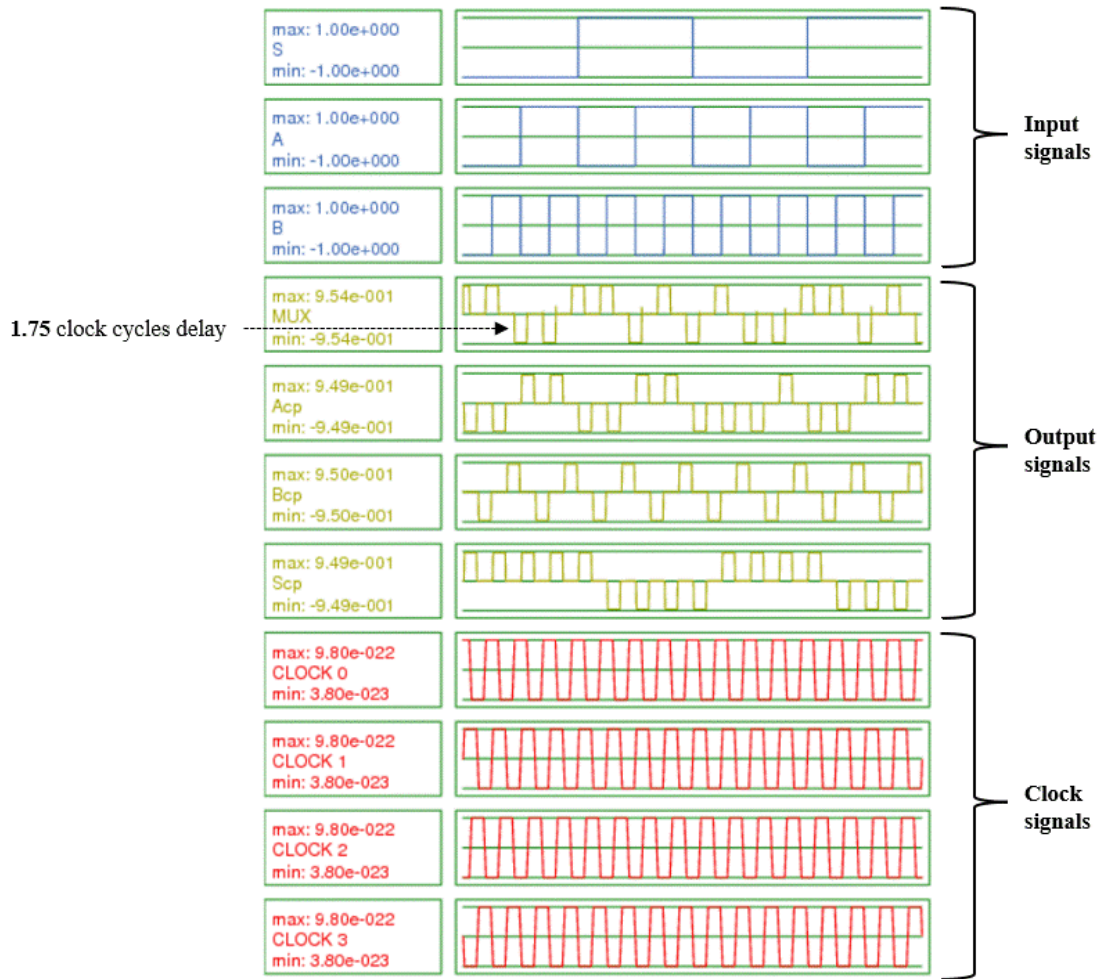 max: 1.00e+000
S
min: -1.00e+000
max: 1.00e+000
A
min: -1.00e+000
Input
signals
max: 1.00e+000
B
min: -1.00e+000
max: 9.54e-001
MUX
min: -9.54e-001
1.75 clock cycles delay
max: 9.49e-001
Acp
min: -9.49e-001
Output
signals
max: 9.50e-001
Bcp
min: -9.50e-001
max: 9.49e-001
Scp
min: -9.49e-001
max: 9.80e-022
CLOCK 0
min: 3.80e-023
max: 9.80e-022
CLOCK 1
min: 3.80e-023
Clock
signals
max: 9.80e-022
CLOCK 2
min: 3.80e-023
max: 9.80e-022
CLOCK 3
min: 3.80e-023